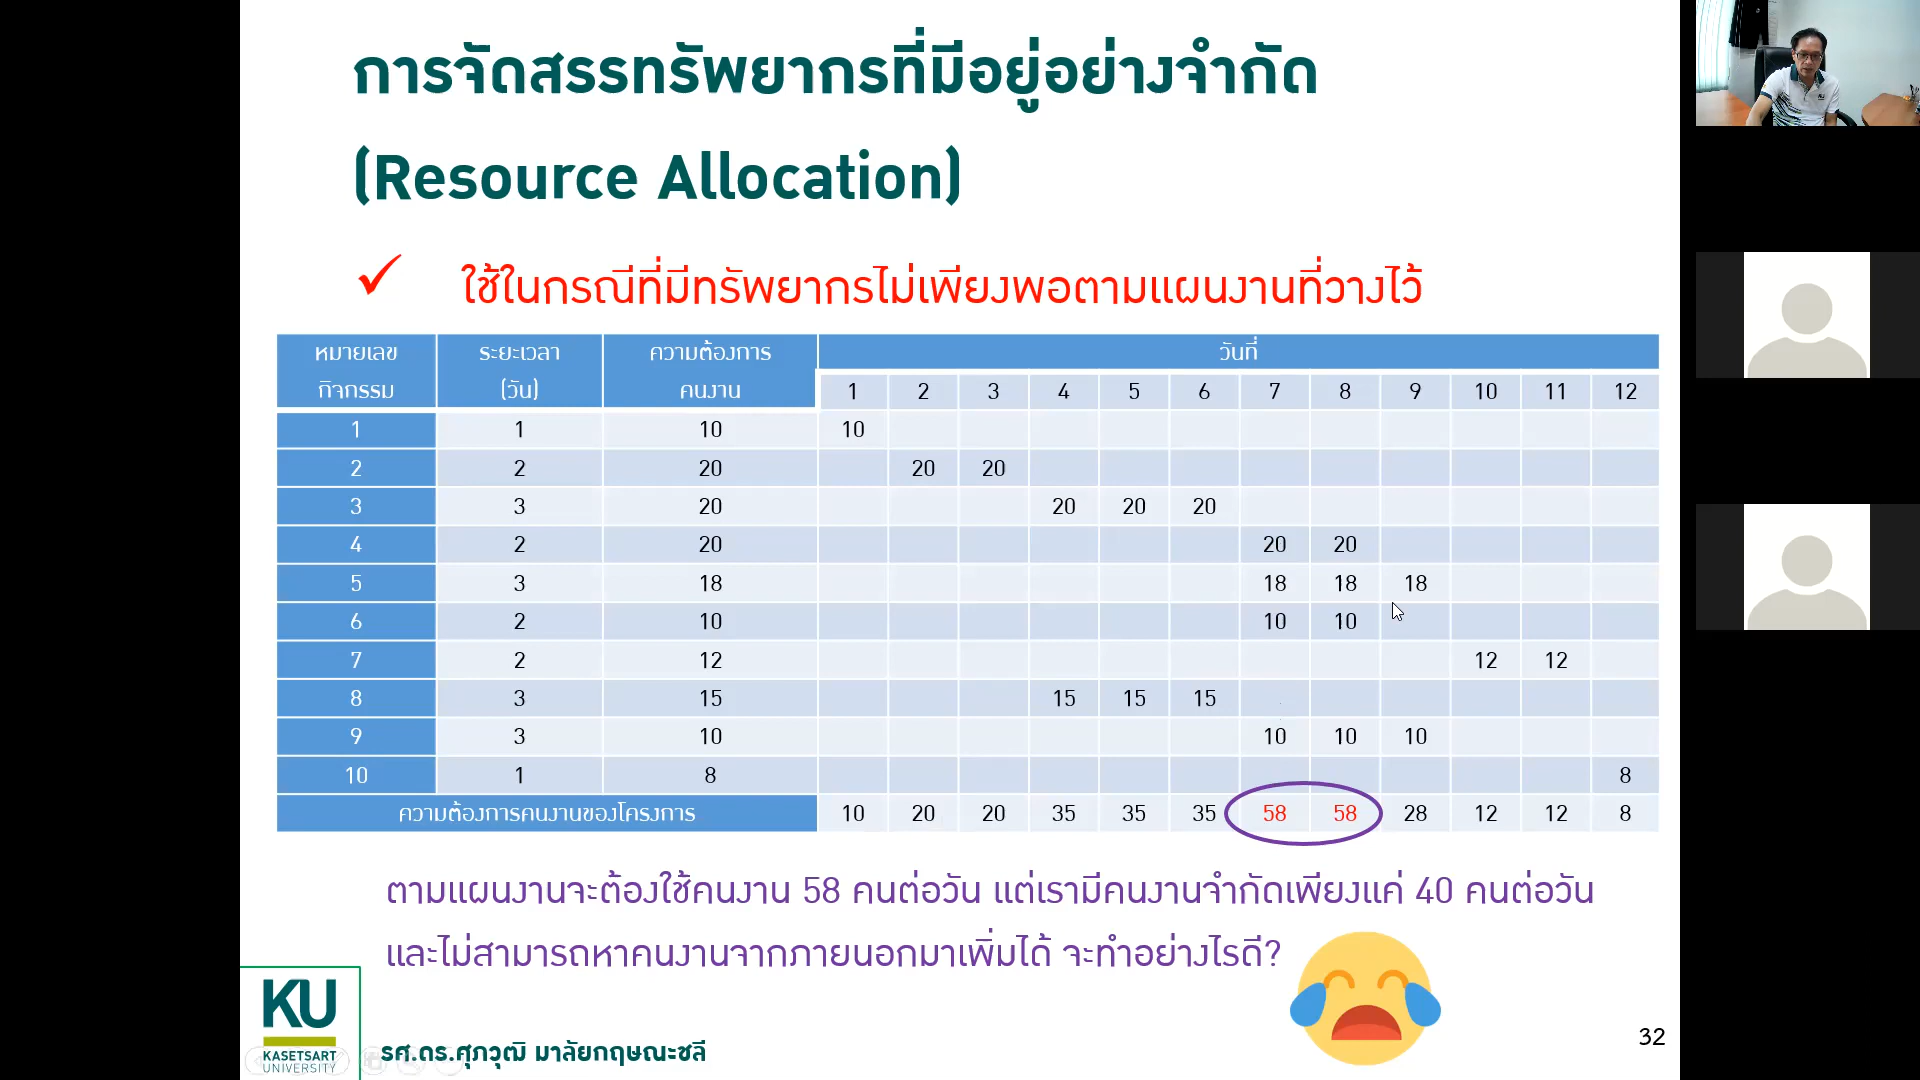 การจัดสรรทรัพยากรที่มีอยู่อย่างจำกัด
(Resource Allocation)
✓ ใช้ในกรณีที่มีทรัพยากรไม่เพียงพอตามแผนงานที่วางไว้
หมายเลข ระยะเวลา ความต้องการ วันที่
กิจกรรม (วัน) คนงาน 1 2 3 4 5 6 7 8 9 10 11 12
1 1 10 10
2 2 20 20 20
3 3 20 20 20 20
4 2 20 20 20
5 3 18 18 18 18
6 2 10 10 10
7 2 12 12 12
8 3 15 15 15 15
9 3 10 10 10 10
10 1 8 8
ความต้องการคนงานของโครงการ 10 20 20 35 35 35 58 58 28 12 12 8
ตามแผนงานจะต้องใช้คนงาน 58 คนต่อวัน แต่เรามีคนงานจำกัดเพียงแค่ 40 คนต่อวัน
และไม่สามารถหาคนงานจากภายนอกมาเพิ่มได้ จะทำอย่างไรดี?
KU
KASETSART
UNIVERSITY
รศ.ดร.ศุภวุฒิ มาลัยกฤษณะชลี
32